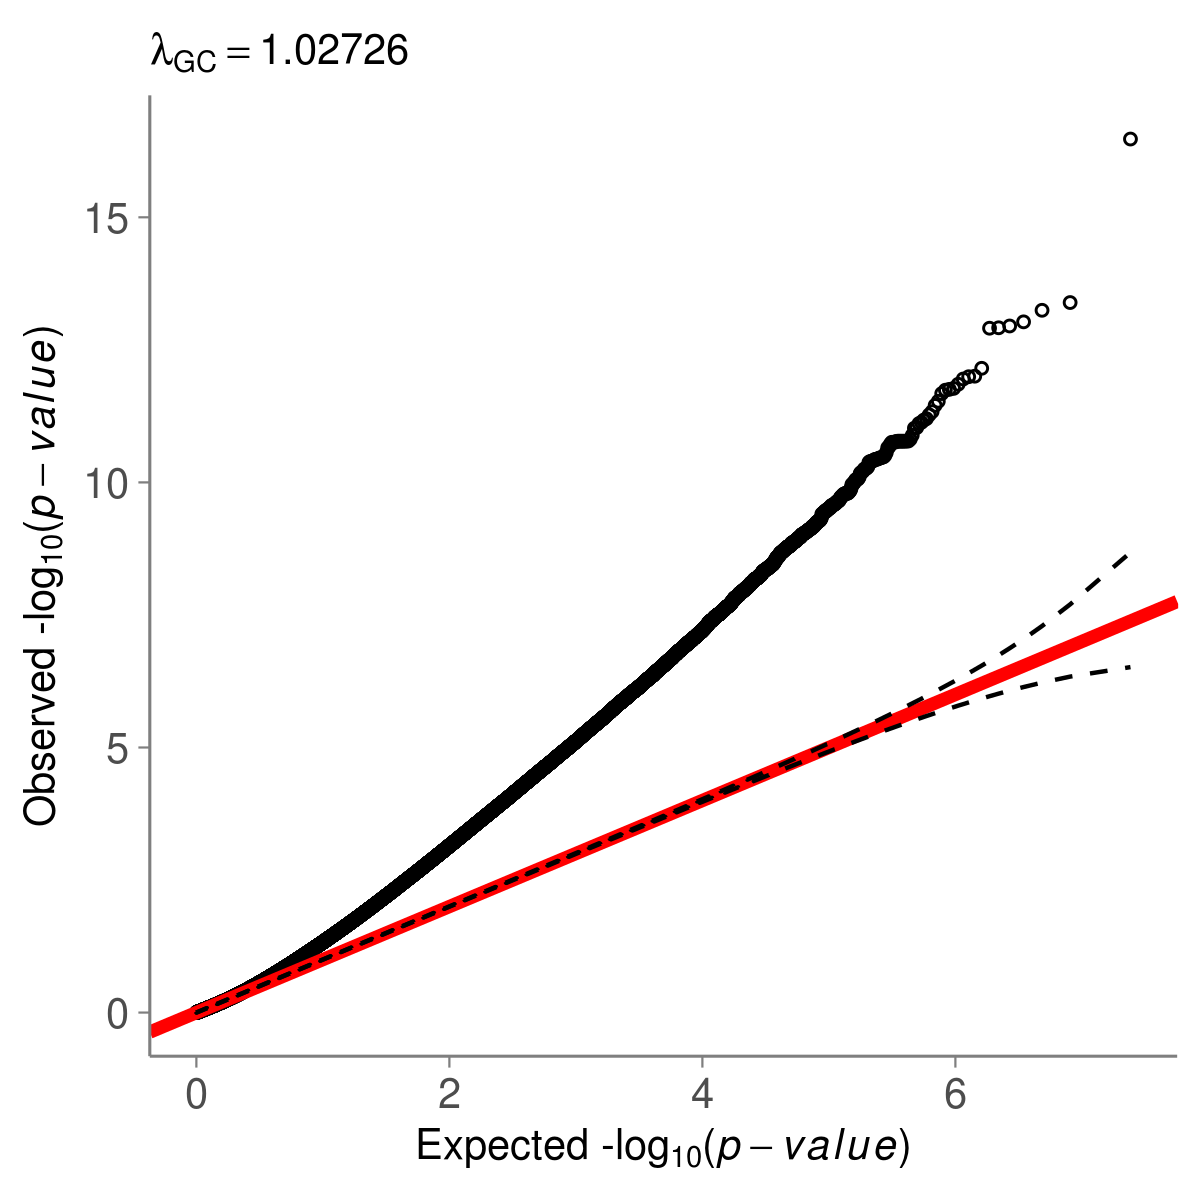 λGC = 1.02726
15
10
5
0
Observed -log10(p − value)
0 2 4 6
Expected -log10(p − value)